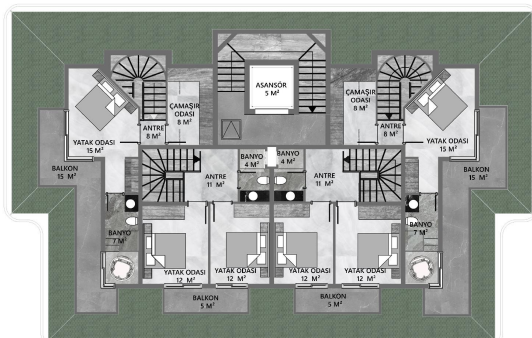 ASANSÖR
5 M²
ÇAMAŞIR
ODASI
8 M²
ÇAMAŞIR
ODASI
8 M²
ANTRE
8 M²
ANTRE
8 M²
YATAK ODASI
15 M²
YATAK ODASI
15 M²
BALKON
15 M²
BALKON
15 M²
BANYO
4 M²
BANYO
4 M²
ANTRE
11 M²
ANTRE
11 M²
BANYO
7 M²
BANYO
7 M²
YATAK ODASI
12 M²
YATAK ODASI
12 M²
YATAK ODASI
12 M²
YATAK ODASI
12 M²
BALKON
5 M²
BALKON
5 M²